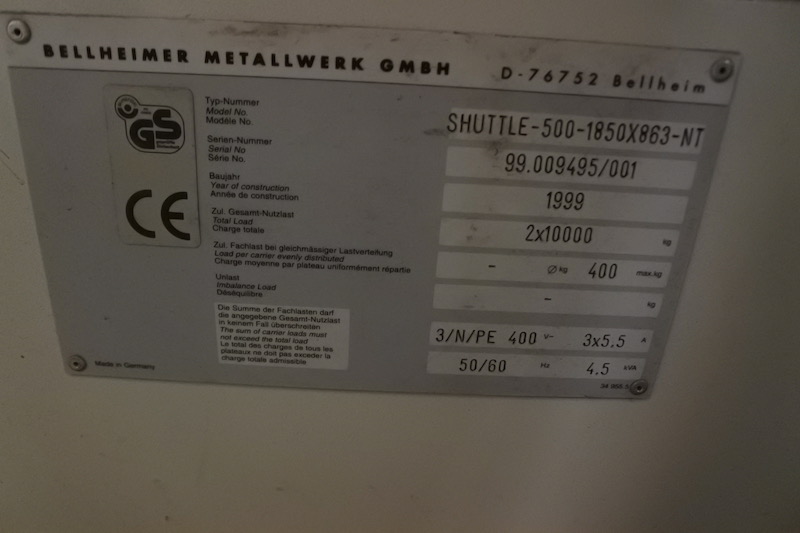 BELLHEIMER METALLWERK GMBH D-76752 Bellheim
GS
CE
Typ-Nummer
Model No.
Modèle No.
SHUTTLE-500-1850X863-NT
Serien-Nummer
Serial No
Série No.
99.009495/001
Baujahr
Year of construction
Année de construction
1999
Zul. Gesamt-Nutzlast
Total Load
Charge totale
2x10000 kg
Zul. Fachlast bei gleichmässiger Lastverteilung
Load per carrier evenly distributed
Charge moyenne par plateau uniformément répartie
- Ø kg 400 max.kg
Unlast
Imbalance Load
Déséquilibre
- kg
Die Summe der Fachlasten darf
die angegebene Gesamt-Nutzlast
in keinem Fall überschreiten
The sum of carrier loads must
not exceed the total load
Le total des charges de tous les
plateaux ne doit pas exceder la
charge totale admissible
3/N/PE 400 V~ 3x5.5 A
50/60 Hz 4.5 kVA
Made in Germany